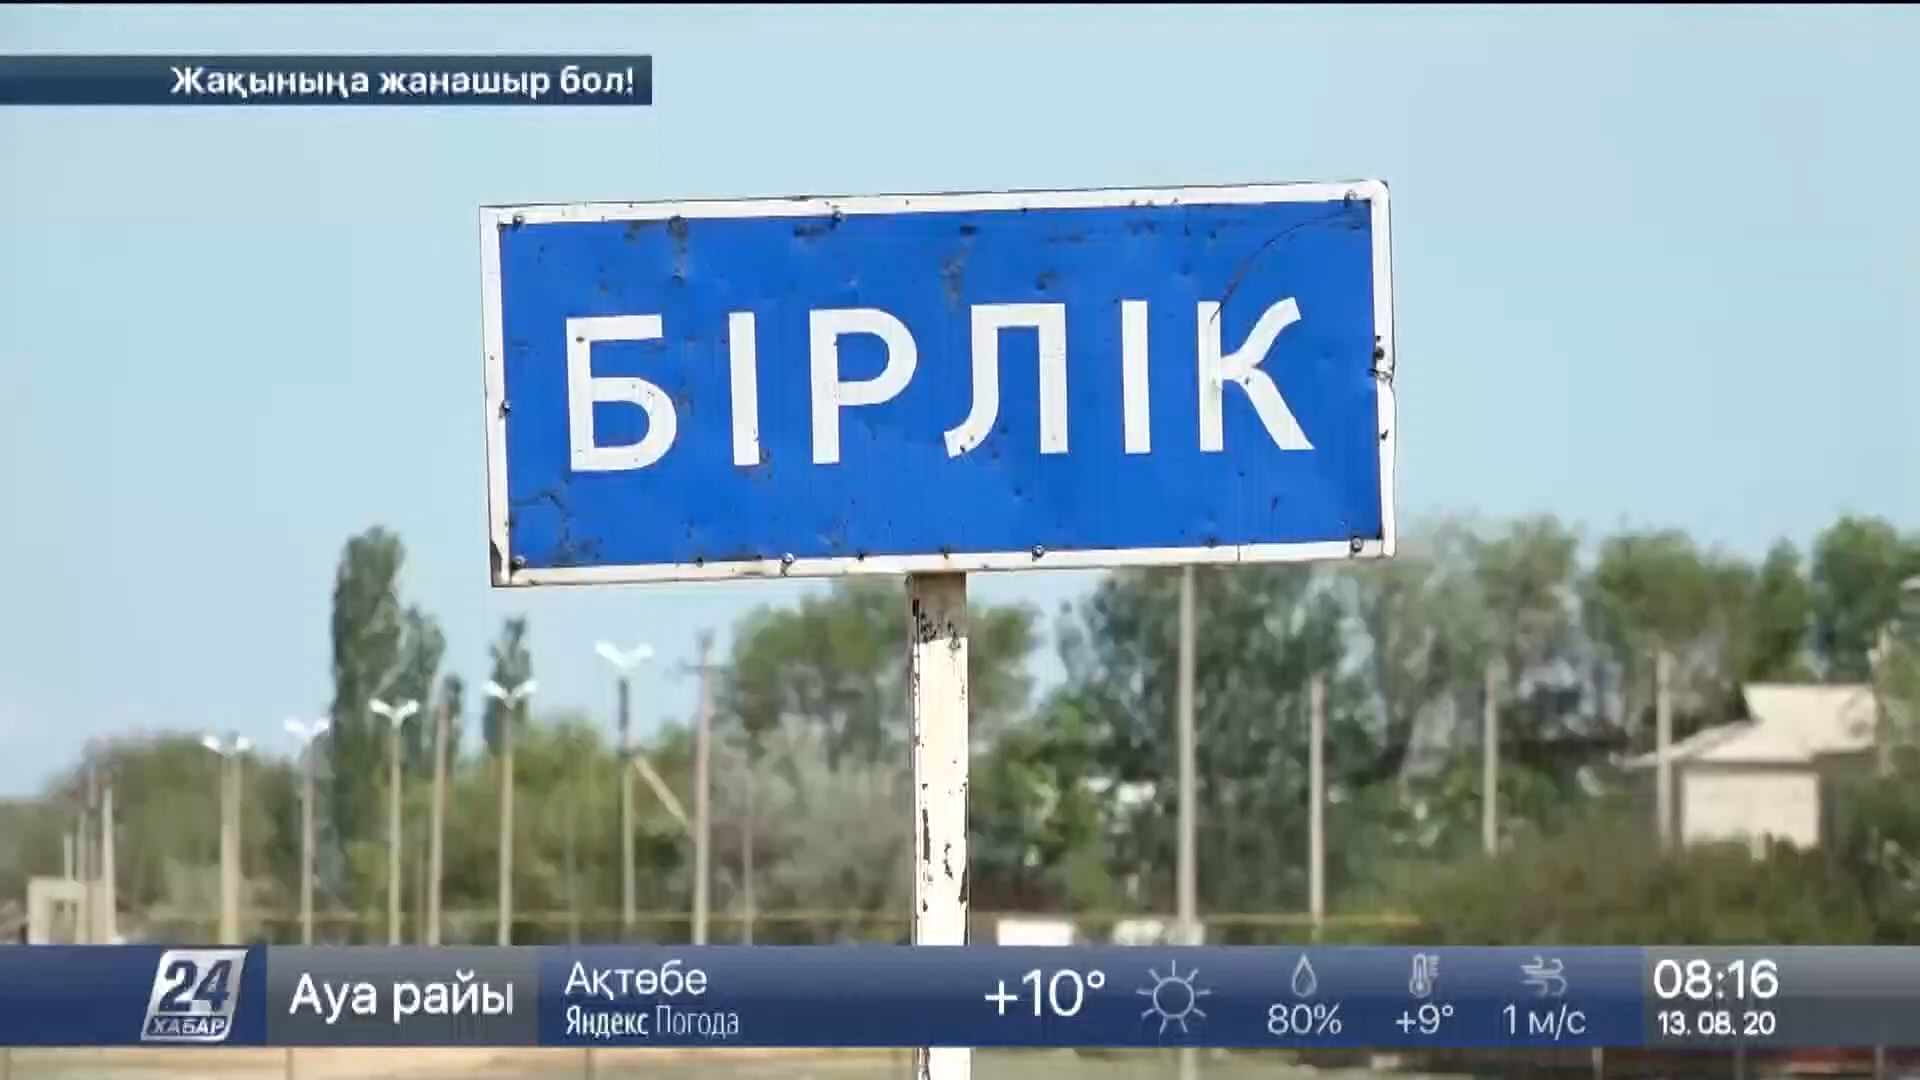 Жақыныңа жанашыр бол!
БІРЛІК
24
ХАБАР
Ауа райы
Ақтөбе
Яндекс Погода
+10°
80%
+9°
1 м/с
08:16
13.08.20